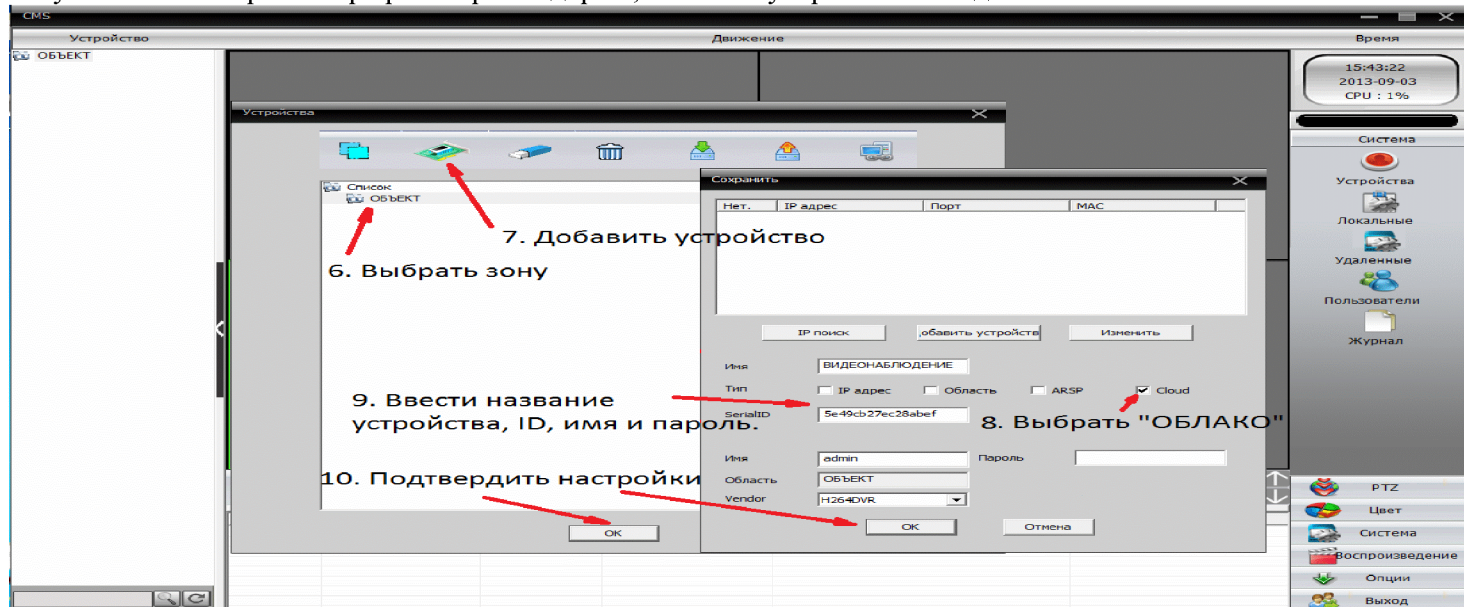 CMS
Устройство
Движение
Время
ОБЪЕКТ
15:43:22
2013-09-03
CPU : 1%
Система
Устройства
Локальные
Удаленные
Пользователи
Журнал
Устройства
Список
ОБЪЕКТ
7. Добавить устройство
6. Выбрать зону
9. Ввести название
устройства, ID, имя и пароль.
10. Подтвердить настройки
OK
Сохранить
Нет. IP адрес Порт MAC
IP поиск обавить устройств Изменить
Имя ВИДЕОНАБЛЮДЕНИЕ
Тип IP адрес Область ARSP Cloud
SerialID 5e49cb27ec28abef
8. Выбрать "ОБЛАКО"
Имя admin Пароль
Область ОБЪЕКТ
Vendor H264DVR
OK Отмена
PTZ
Цвет
Система
Воспроизведение
Опции
Выход